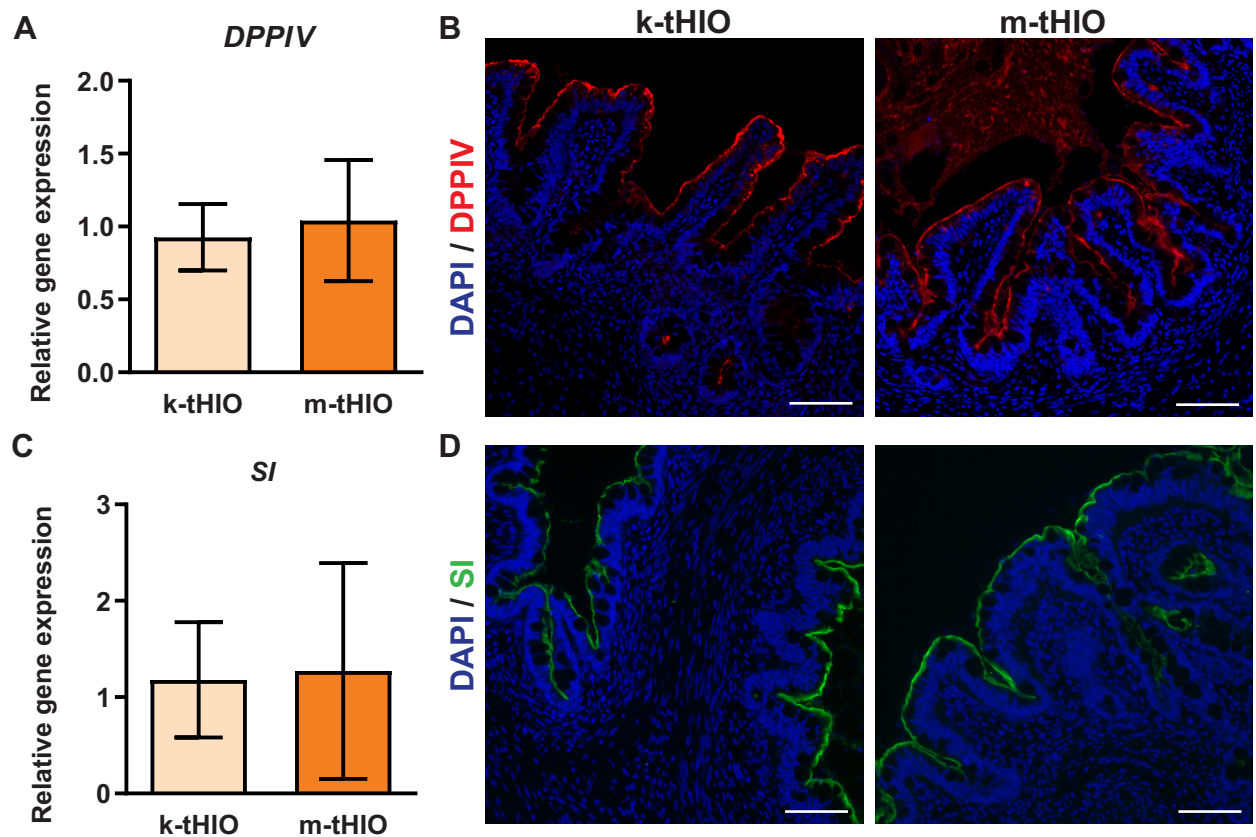 A
DPPIV
Relative gene expression
2.0
1.5
1.0
0.5
0.0
k-tHIO
m-tHIO
B
k-tHIO
m-tHIO
DAPI / DPPIV
C
SI
Relative gene expression
3
2
1
0
k-tHIO
m-tHIO
D
DAPI / SI